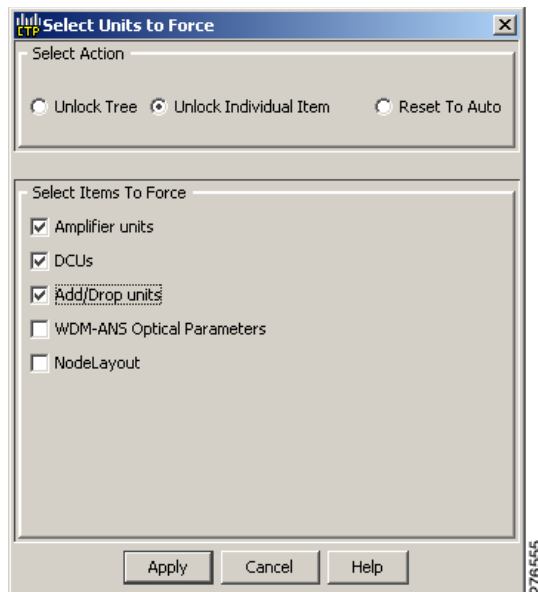 CTP Select Units to Force
Select Action
Unlock Tree Unlock Individual Item Reset To Auto
Select Items To Force
Amplifier units
DCUs
Add/Drop units
WDM-ANS Optical Parameters
NodeLayout
Apply Cancel Help
276555